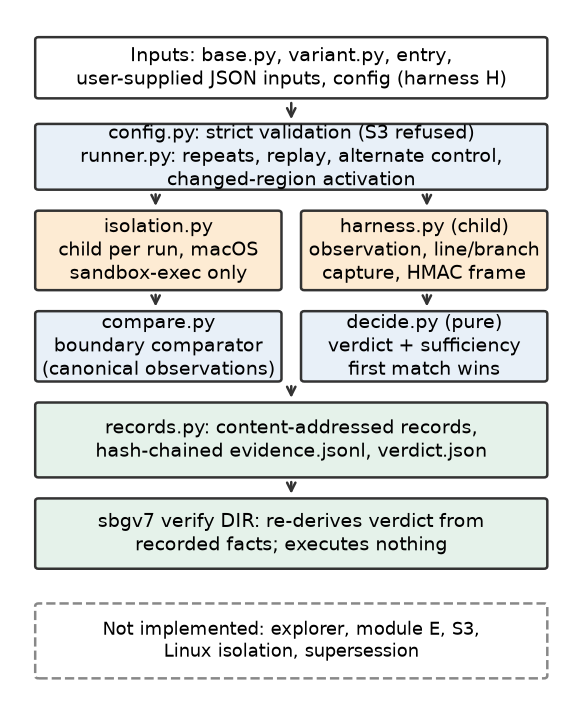 Inputs: base.py, variant.py, entry,
user-supplied JSON inputs, config (harness H)
config.py: strict validation (S3 refused)
runner.py: repeats, replay, alternate control,
changed-region activation
isolation.py
child per run, macOS
sandbox-exec only
harness.py (child)
observation, line/branch
capture, HMAC frame
compare.py
boundary comparator
(canonical observations)
decide.py (pure)
verdict + sufficiency
first match wins
records.py: content-addressed records,
hash-chained evidence.jsonl, verdict.json
sbgv7 verify DIR: re-derives verdict from
recorded facts; executes nothing
Not implemented: explorer, module E, S3,
Linux isolation, supersession